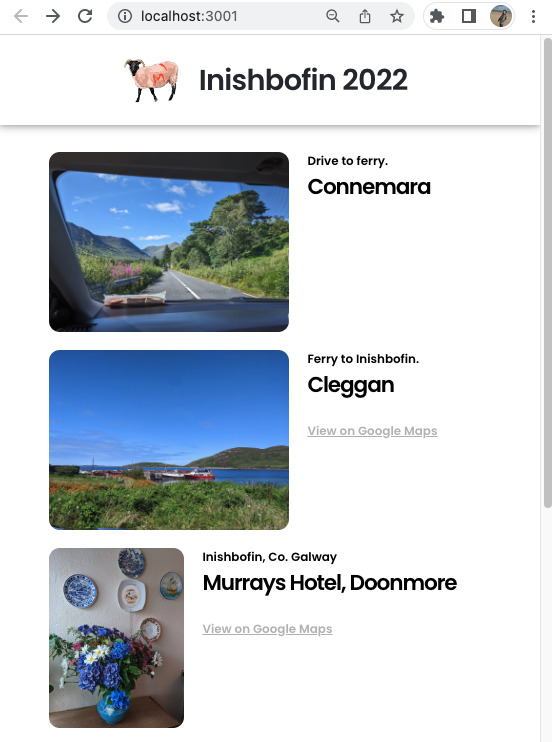 localhost:3001
Inishbofin 2022
Drive to ferry.
Connemara
Ferry to Inishbofin.
Cleggan
View on Google Maps
Inishbofin, Co. Galway
Murrays Hotel, Doonmore
View on Google Maps